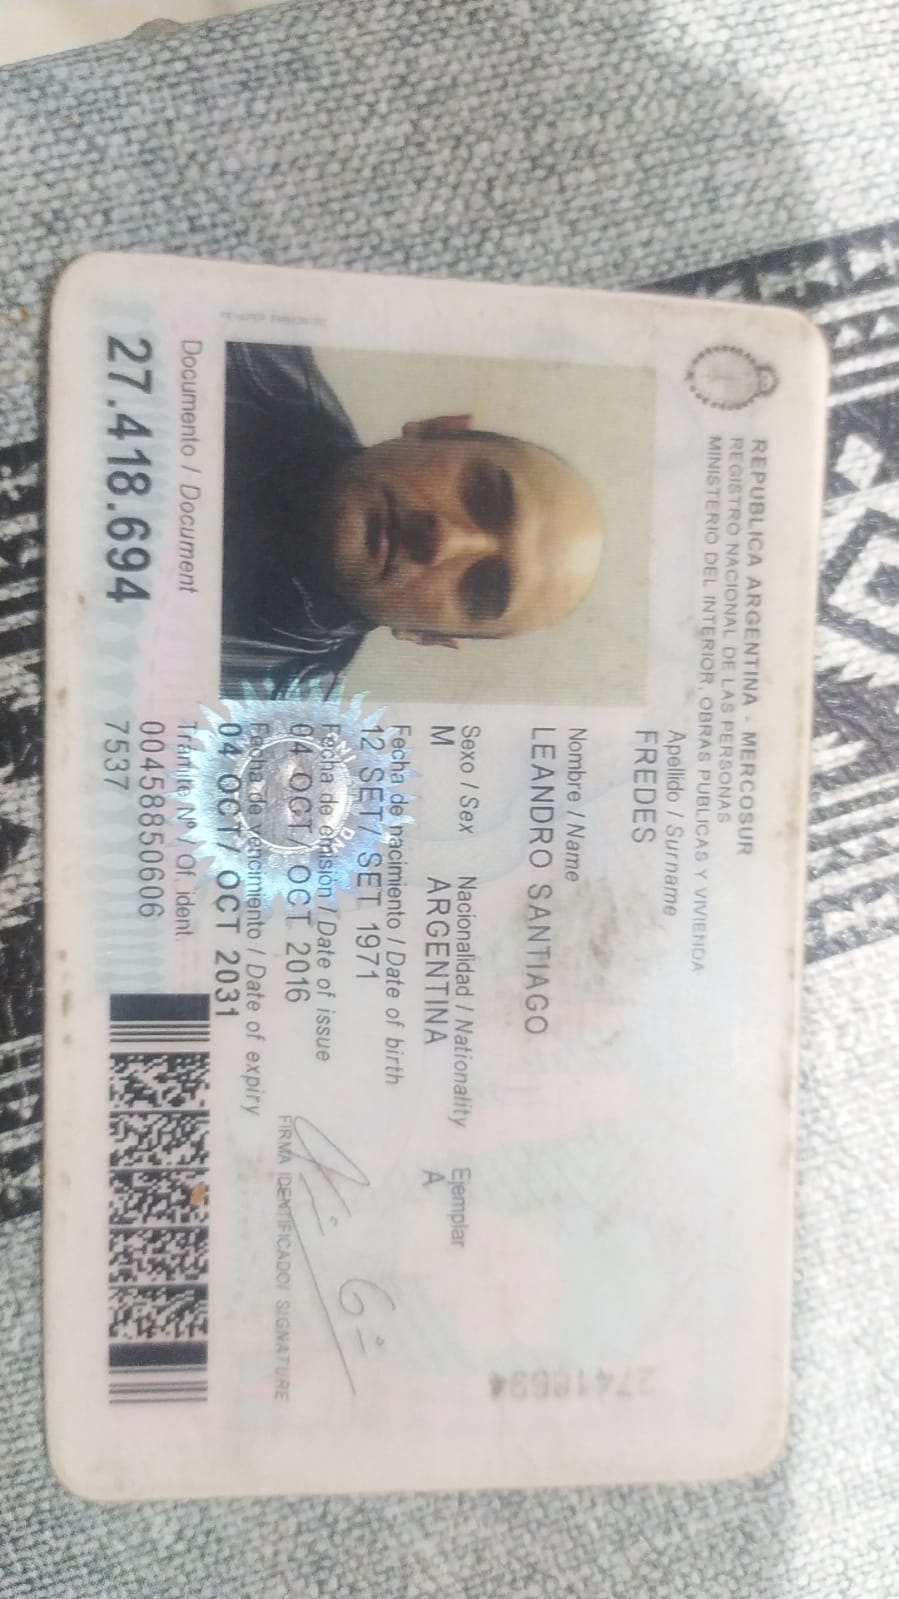 REPUBLICA ARGENTINA - MERCOSUR
REGISTRO NACIONAL DE LAS PERSONAS
MINISTERIO DEL INTERIOR, OBRAS PUBLICAS Y VIVIENDA
Apellido / Surname
FREDES
Nombre / Name
LEANDRO SANTIAGO
Sexo / Sex Nacionalidad / Nationality Ejemplar
M ARGENTINA A
Fecha de nacimiento / Date of birth
12 SET/ SET 1971
Fecha de emisión / Date of issue
04 OCT/ OCT 2016
Fecha de vencimiento / Date of expiry
04 OCT/ OCT 2031
FIRMA IDENTIFICADO/ SIGNATURE
Documento / Document
27.418.694
Trámite Nº / Of. ident.
00458850606
7537
27418694